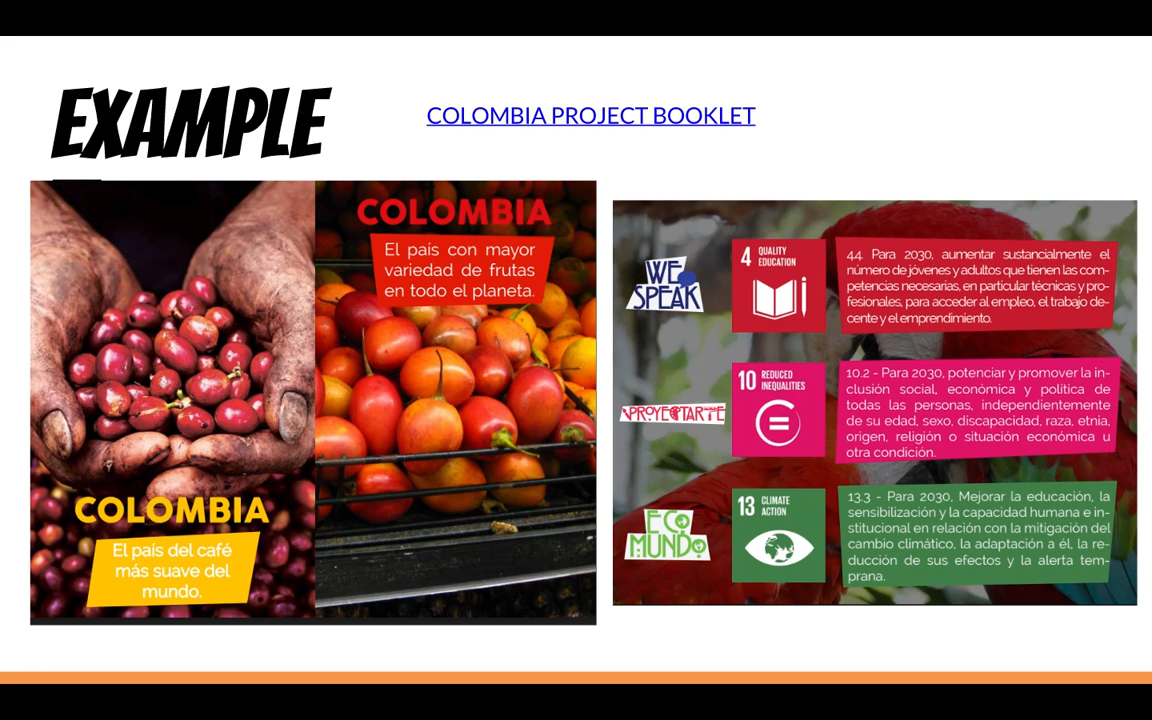 EXAMPLE
COLOMBIA PROJECT BOOKLET
COLOMBIA
El país del café
más suave del
mundo.
COLOMBIA
El país con mayor
variedad de frutas
en todo el planeta.
WE
SPEAK
4 QUALITY
EDUCATION
4.4. Para 2030, aumentar sustancialmente el
número de jóvenes y adultos que tienen las com-
petencias necesarias, en particular técnicas y pro-
fesionales, para acceder al empleo, el trabajo de-
cente y el emprendimiento.
PROYECTARTE
10 REDUCED
INEQUALITIES
10.2 - Para 2030, potenciar y promover la in-
clusión social, económica y política de
todas las personas, independientemente
de su edad, sexo, discapacidad, raza, etnia,
origen, religión o situación económica u
otra condición.
ECO
MUNDO
13 CLIMATE
ACTION
13.3 - Para 2030, Mejorar la educación, la
sensibilización y la capacidad humana e in-
stitucional en relación con la mitigación del
cambio climático, la adaptación a él, la re-
ducción de sus efectos y la alerta tem-
prana.